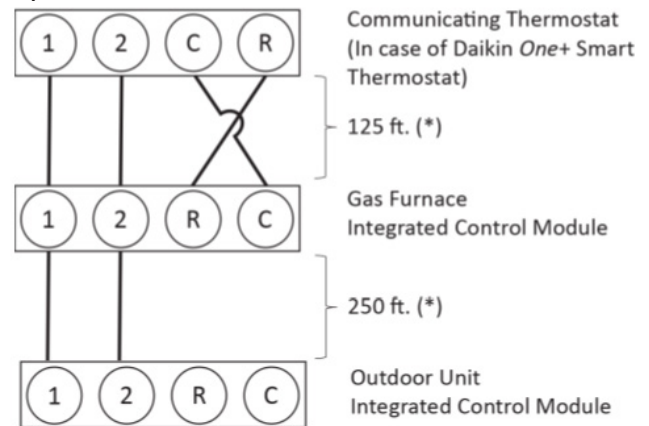 Communicating Thermostat
1 2 C R
(In case of Daikin One+ Smart
Thermostat)
125 ft. (*)
1 2 R C
Gas Furnace
Integrated Control Module
250 ft. (*)
1 2 R C
Outdoor Unit
Integrated Control Module